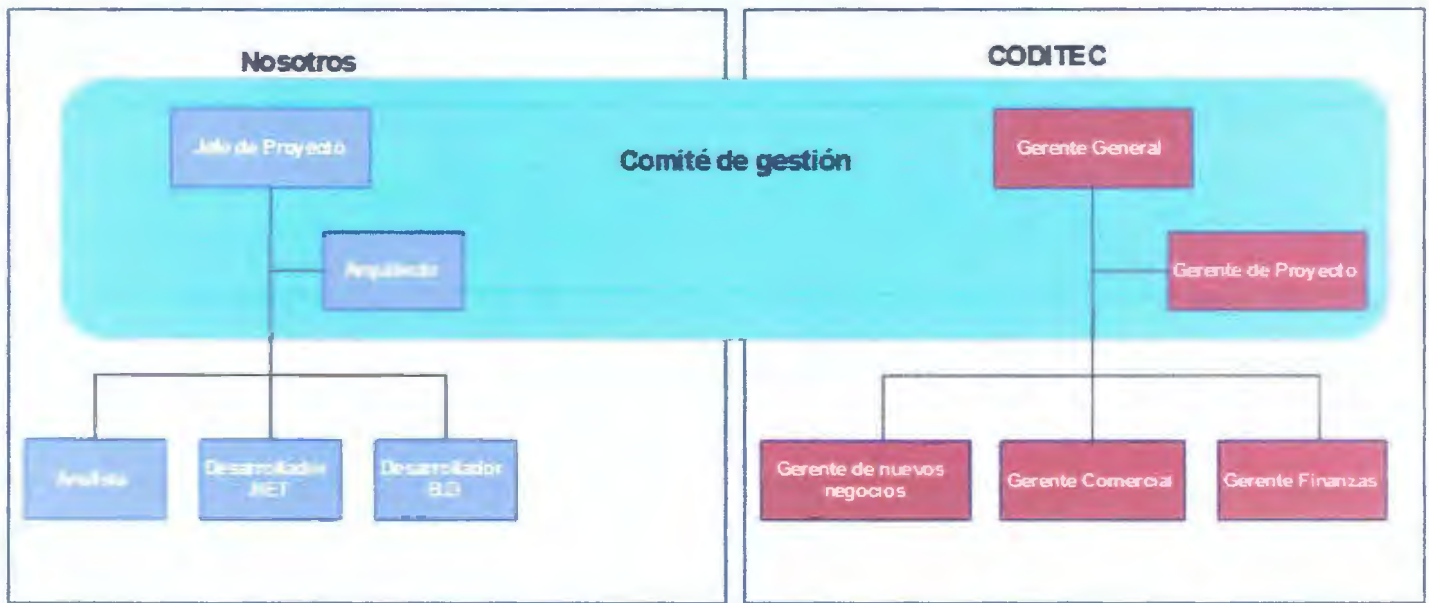 Nosotros
CODITEC
Comité de gestión
Jefe de Proyecto
Gerente General
Arquitecto
Gerente de Proyecto
Analista
Desarrollador
.NET
Desarrollador
B.D
Gerente de nuevos
negocios
Gerente Comercial
Gerente Finanzas